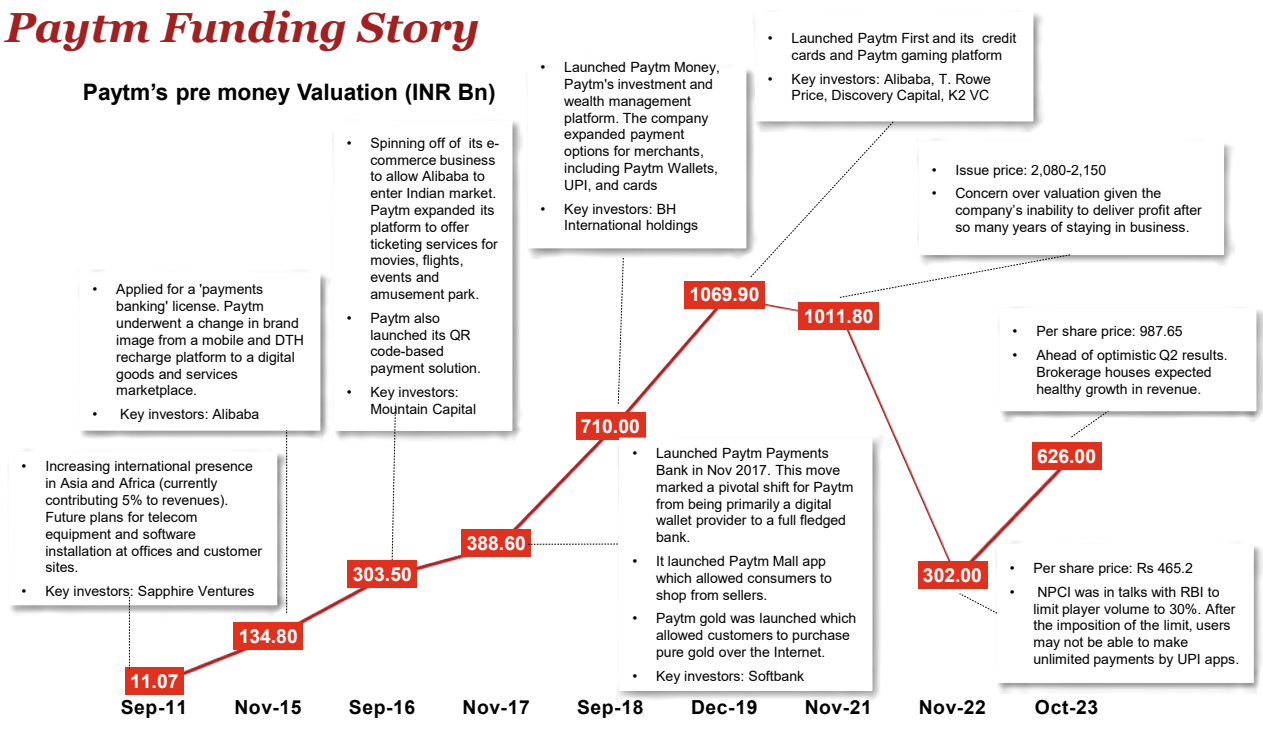 Paytm Funding Story
Paytm's pre money Valuation (INR Bn)
• Increasing international presence
in Asia and Africa (currently
contributing 5% to revenues).
Future plans for telecom
equipment and software
installation at offices and customer
sites.
• Key investors: Sapphire Ventures
• Applied for a 'payments
banking' license. Paytm
underwent a change in brand
image from a mobile and DTH
recharge platform to a digital
goods and services
marketplace.
• Key investors: Alibaba
• Spinning off of its e-
commerce business
to allow Alibaba to
enter Indian market.
Paytm expanded its
platform to offer
ticketing services for
movies, flights,
events and
amusement park.
• Paytm also
launched its QR
code-based
payment solution.
• Key investors:
Mountain Capital
• Launched Paytm Money,
Paytm's investment and
wealth management
platform. The company
expanded payment
options for merchants,
including Paytm Wallets,
UPI, and cards
• Key investors: BH
International holdings
• Launched Paytm First and its credit
cards and Paytm gaming platform
• Key investors: Alibaba, T. Rowe
Price, Discovery Capital, K2 VC
• Issue price: 2,080-2,150
• Concern over valuation given the
company's inability to deliver profit after
so many years of staying in business.
• Per share price: 987.65
• Ahead of optimistic Q2 results.
Brokerage houses expected
healthy growth in revenue.
• Launched Paytm Payments
Bank in Nov 2017. This move
marked a pivotal shift for Paytm
from being primarily a digital
wallet provider to a full fledged
bank.
• It launched Paytm Mall app
which allowed consumers to
shop from sellers.
• Paytm gold was launched which
allowed customers to purchase
pure gold over the Internet.
• Key investors: Softbank
• Per share price: Rs 465.2
• NPCI was in talks with RBI to
limit player volume to 30%. After
the imposition of the limit, users
may not be able to make
unlimited payments by UPI apps.
11.07
134.80
303.50
388.60
710.00
1069.90
1011.80
302.00
626.00
Sep-11 Nov-15 Sep-16 Nov-17 Sep-18 Dec-19 Nov-21 Nov-22 Oct-23